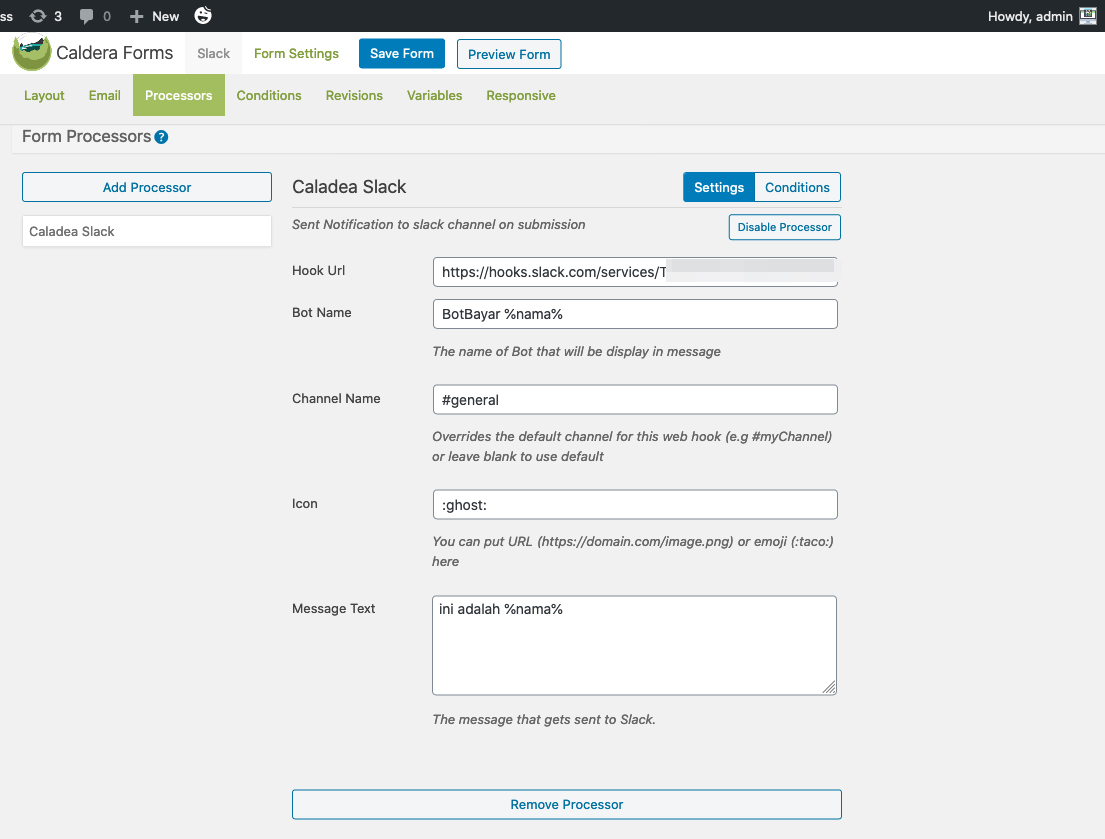 ss 3 0 New Howdy, admin
Caldera Forms Slack Form Settings Save Form Preview Form
Layout Email Processors Conditions Revisions Variables Responsive
Form Processors ?
Add Processor
Caladea Slack
Caladea Slack Settings Conditions
Sent Notification to slack channel on submission Disable Processor
Hook Url https://hooks.slack.com/services/T
Bot Name BotBayar %nama%
The name of Bot that will be display in message
Channel Name #general
Overrides the default channel for this web hook (e.g #myChannel)
or leave blank to use default
Icon :ghost:
You can put URL (https://domain.com/image.png) or emoji (:taco:)
here
Message Text ini adalah %nama%
The message that gets sent to Slack.
Remove Processor